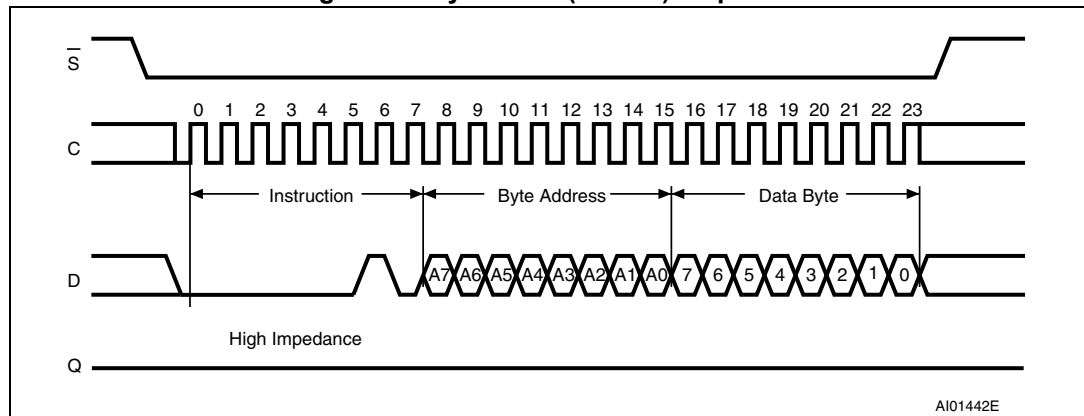 S
0 1 2 3 4 5 6 7 8 9 10 11 12 13 14 15 16 17 18 19 20 21 22 23
C
Instruction Byte Address Data Byte
D A7 A6 A5 A4 A3 A2 A1 A0 7 6 5 4 3 2 1 0
High Impedance
Q
AI01442E